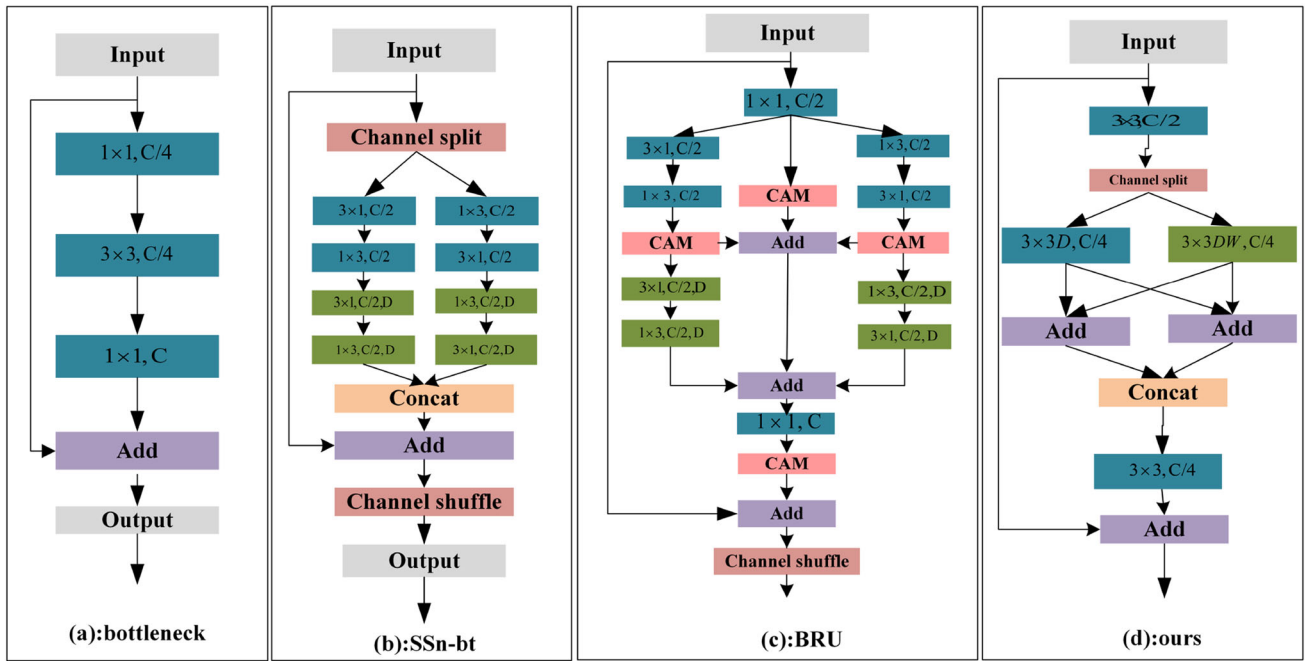 Input
1×1, C/4
3×3, C/4
1×1, C
Add
Output
(a):bottleneck
Input
Channel split
3×1, C/2
1×3, C/2
1×3, C/2
3×1, C/2
3×1, C/2, D
1×3, C/2, D
1×3, C/2, D
3×1, C/2, D
Concat
Add
Channel shuffle
Output
(b):SSn-bt
Input
1×1, C/2
3×1, C/2
1×3, C/2
1×3, C/2
CAM
3×1, C/2
CAM
Add
CAM
3×1, C/2, D
1×3, C/2, D
1×3, C/2, D
3×1, C/2, D
Add
1×1, C
CAM
Add
Channel shuffle
(c):BRU
Input
3×3, C/2
Channel split
3×3D, C/4
3×3DW, C/4
Add
Add
Concat
3×3, C/4
Add
(d):ours